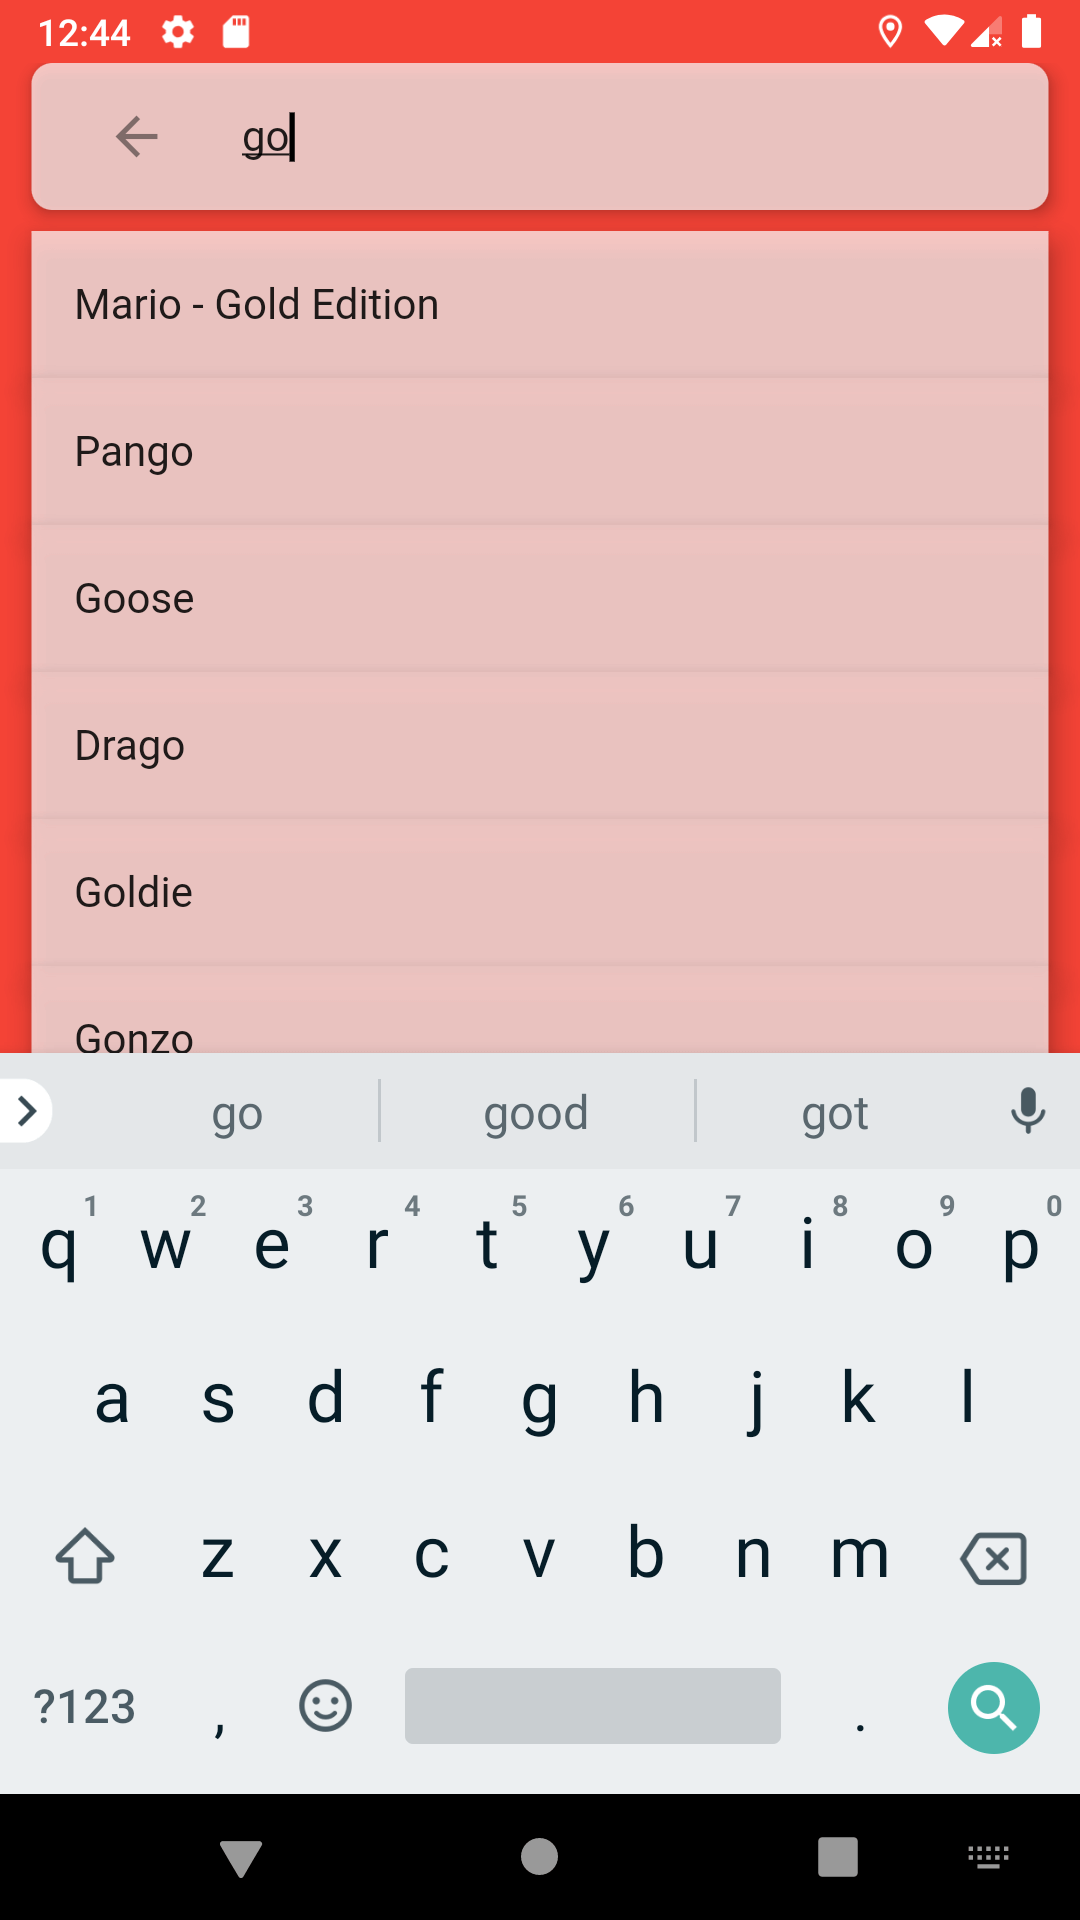 12:44
go
Mario - Gold Edition
Pango
Goose
Drago
Goldie
Gonzo
go good got
1 2 3 4 5 6 7 8 9 0
q w e r t y u i o p
a s d f g h j k l
z x c v b n m
?123 , .